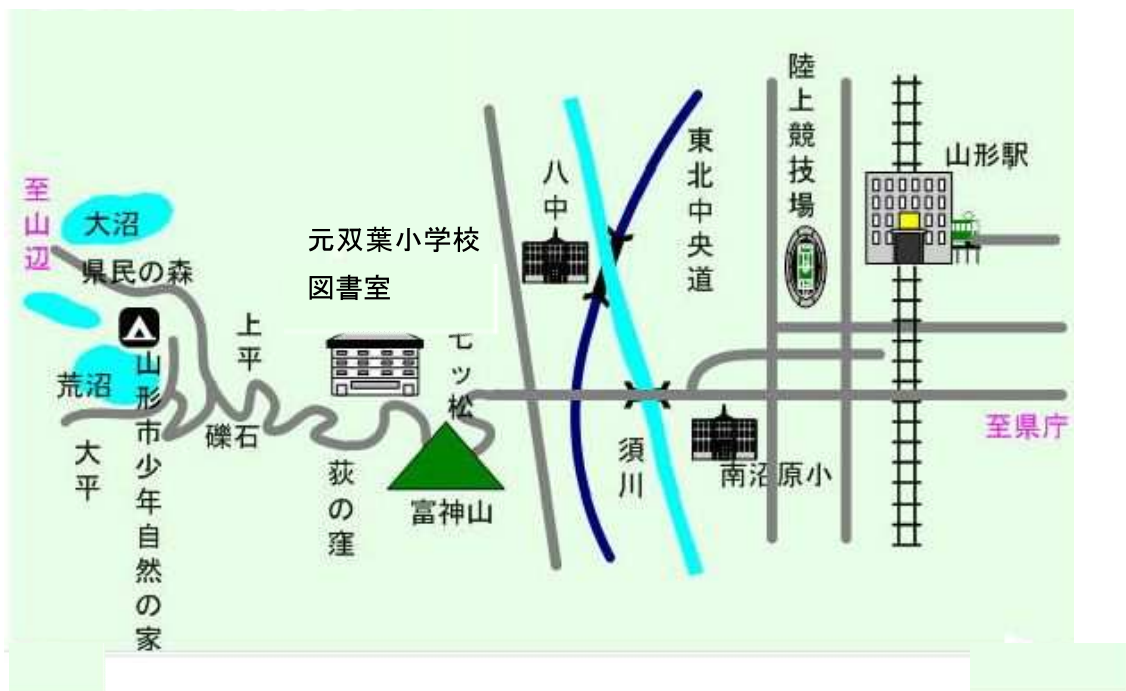 至山辺
大沼
県民の森
荒沼
大平
山形市少年自然の家
上平
礫石
元双葉小学校
図書室
荻の窪
七ッ松
富神山
八中
須川
東北中央道
南沼原小
陸上競技場
山形駅
至県庁